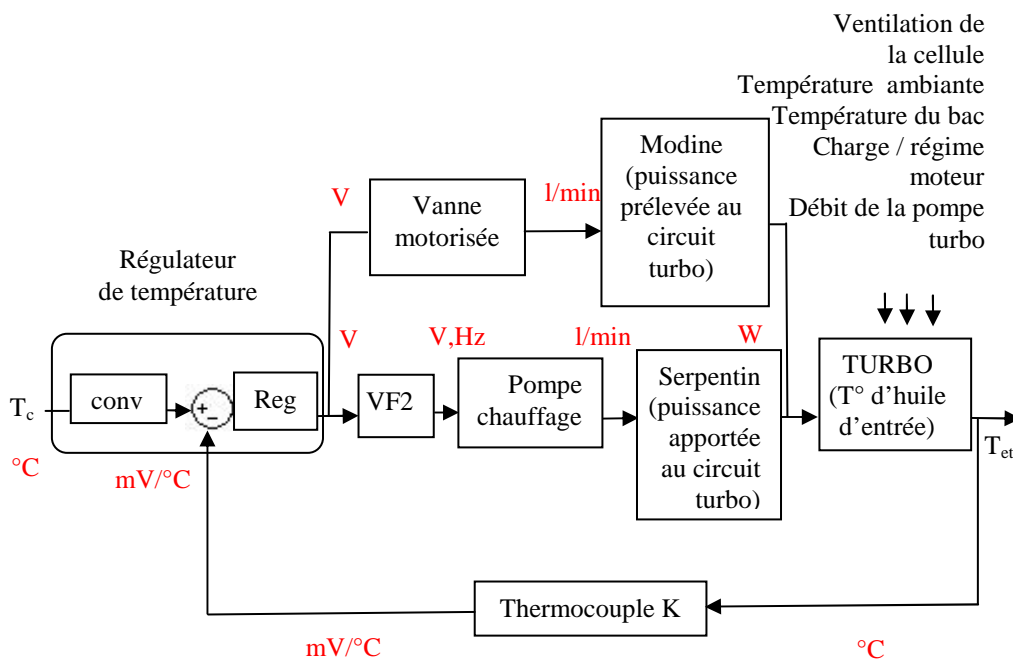 Ventilation de
la cellule
Température ambiante
Température du bac
Charge / régime
moteur
Débit de la pompe
turbo
Modine
(puissance
prélevée au
circuit
turbo)
V
Vanne
motorisée
l/min
Régulateur
de température
V
V,Hz
l/min
W
T_c
conv
+
-
Reg
VF2
Pompe
chauffage
Serpentin
(puissance
apportée
au circuit
turbo)
TURBO
(T° d’huile
d’entrée)
T_et
°C
mV/°C
Thermocouple K
mV/°C
°C